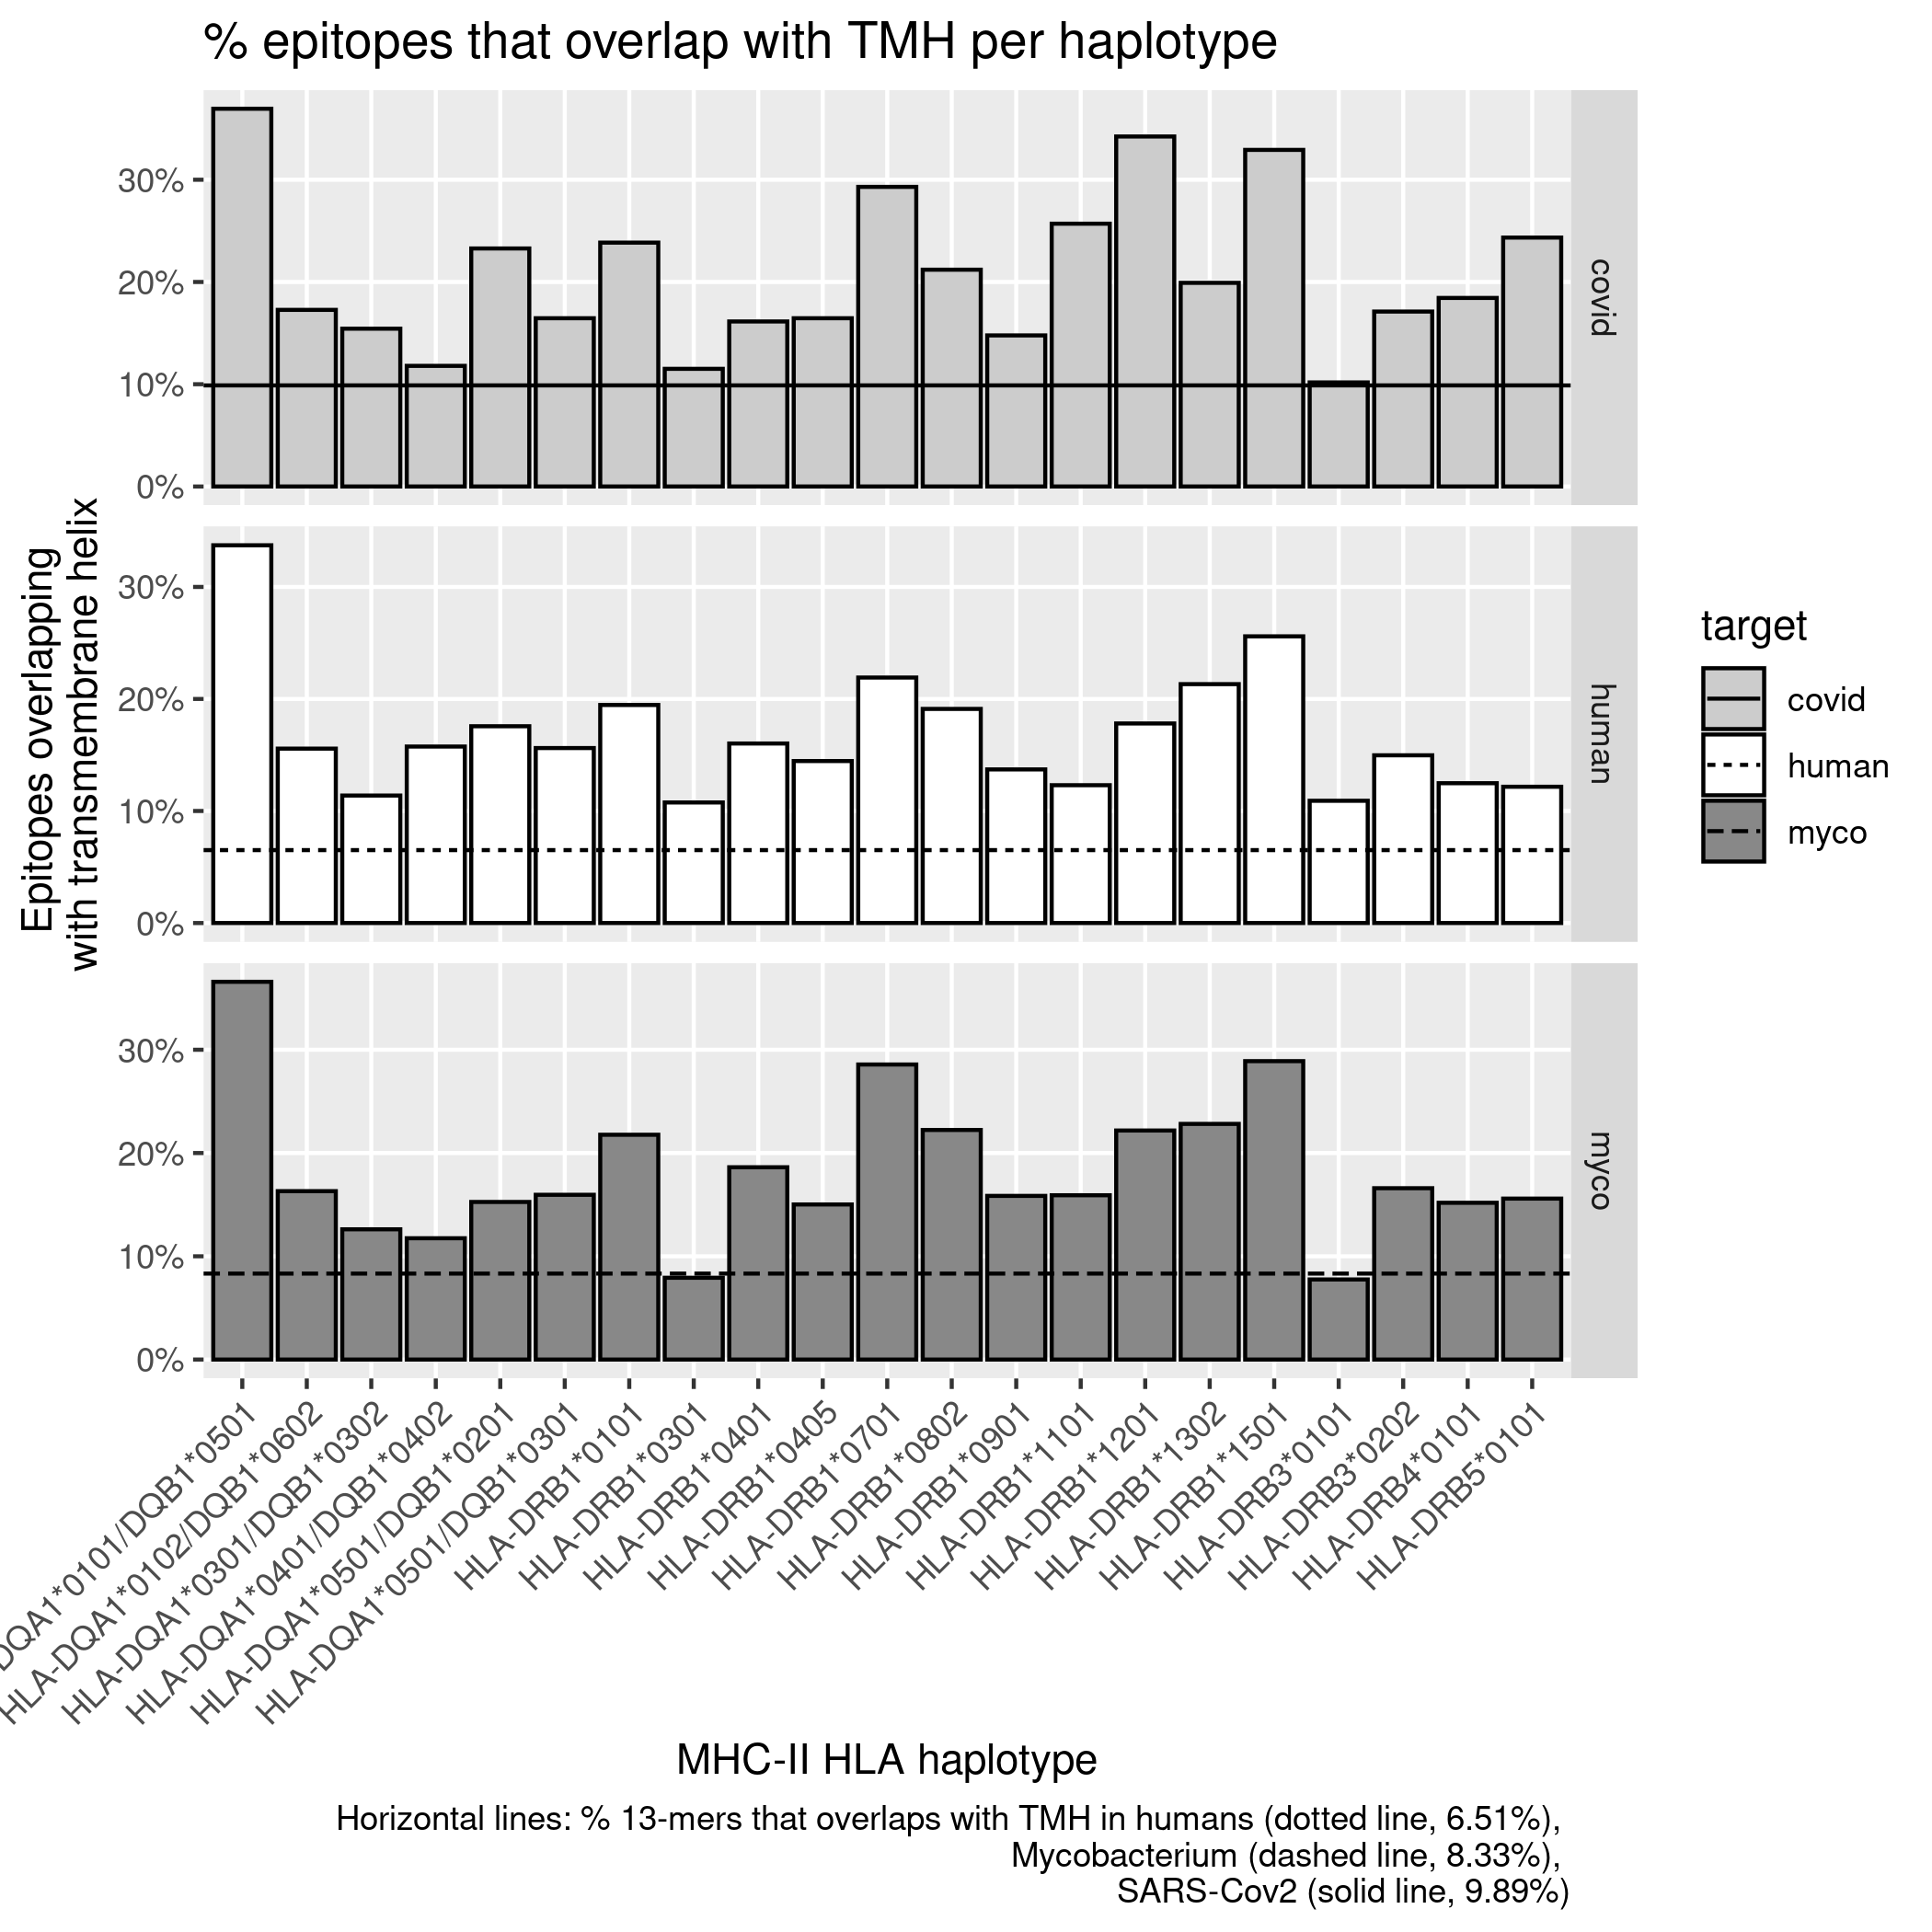 % epitopes that overlap with TMH per haplotype
Epitopes overlapping
with transmembrane helix
30%
20%
10%
0%
covid
30%
20%
10%
0%
human
30%
20%
10%
0%
myco
target
covid
human
myco
DQA1*0101/DQB1*0501
HLA-DQA1*0102/DQB1*0602
HLA-DQA1*0301/DQB1*0302
HLA-DQA1*0401/DQB1*0402
HLA-DQA1*0501/DQB1*0201
HLA-DQA1*0501/DQB1*0301
HLA-DRB1*0101
HLA-DRB1*0301
HLA-DRB1*0401
HLA-DRB1*0405
HLA-DRB1*0701
HLA-DRB1*0802
HLA-DRB1*0901
HLA-DRB1*1101
HLA-DRB1*1201
HLA-DRB1*1302
HLA-DRB1*1501
HLA-DRB3*0101
HLA-DRB3*0202
HLA-DRB4*0101
HLA-DRB5*0101
MHC-II HLA haplotype
Horizontal lines: % 13-mers that overlaps with TMH in humans (dotted line, 6.51%),
Mycobacterium (dashed line, 8.33%),
SARS-Cov2 (solid line, 9.89%)